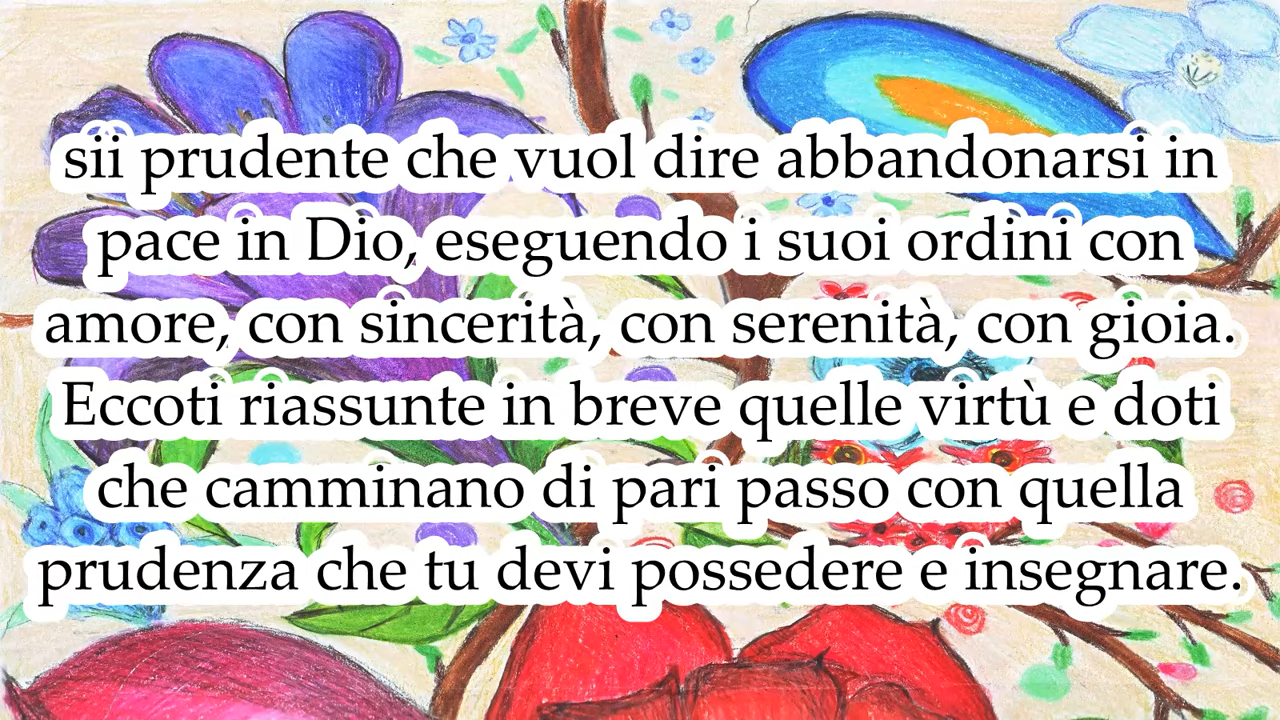 sii prudente che vuol dire abbandonarsi in
pace in Dio, eseguendo i suoi ordini con
amore, con sincerità, con serenità, con gioia.
Eccoti riassunte in breve quelle virtù e doti
che camminano di pari passo con quella
prudenza che tu devi possedere e insegnare.